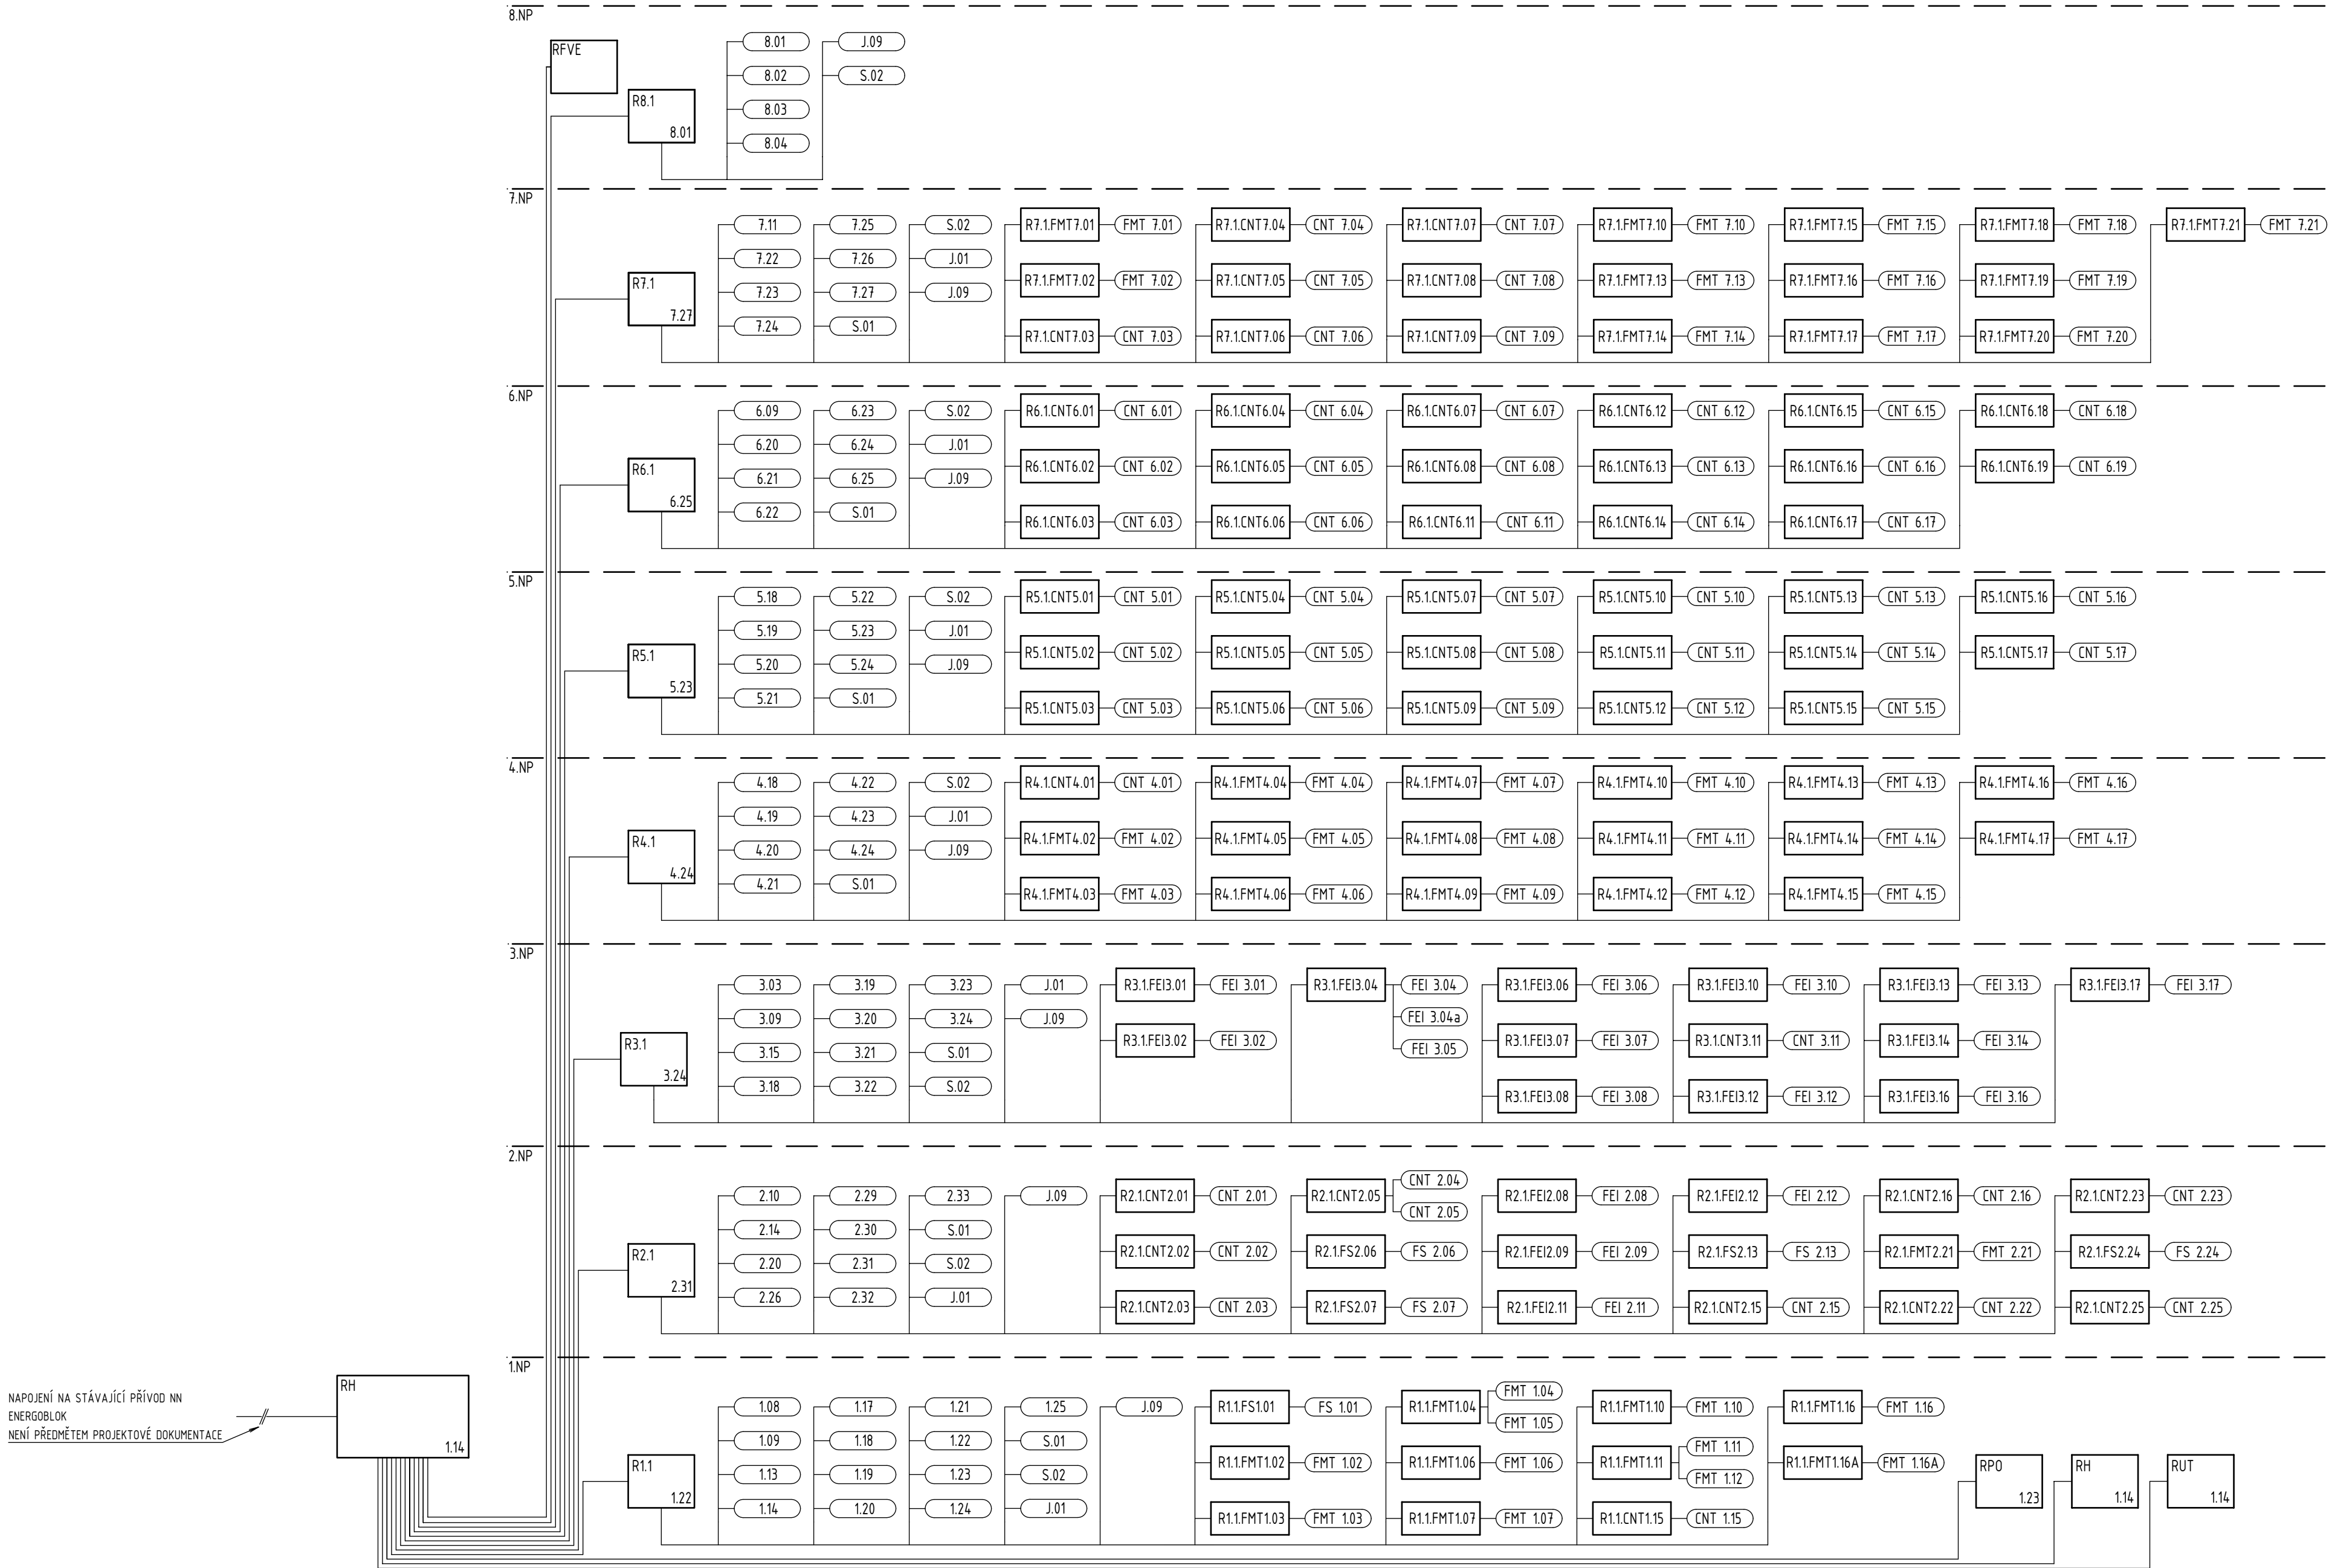 8.NP
RFVE
R8.1
8.01
8.01 J.09
8.02 S.02
8.03
8.04
7.NP
R7.1
7.27
7.11 7.25 S.02 R7.1.FMT7.01 FMT 7.01 R7.1.CNT7.04 CNT 7.04 R7.1.CNT7.07 CNT 7.07 R7.1.FMT7.10 FMT 7.10 R7.1.FMT7.15 FMT 7.15 R7.1.FMT7.18 FMT 7.18 R7.1.FMT7.21 FMT 7.21
7.22 7.26 J.01
R7.1.FMT7.02 FMT 7.02 R7.1.CNT7.05 CNT 7.05 R7.1.CNT7.08 CNT 7.08 R7.1.FMT7.13 FMT 7.13 R7.1.FMT7.16 FMT 7.16 R7.1.FMT7.19 FMT 7.19
7.23 7.27 J.09
7.24 S.01
R7.1.CNT7.03 CNT 7.03 R7.1.CNT7.06 CNT 7.06 R7.1.CNT7.09 CNT 7.09 R7.1.FMT7.14 FMT 7.14 R7.1.FMT7.17 FMT 7.17 R7.1.FMT7.20 FMT 7.20
6.NP
R6.1
6.25
6.09 6.23 S.02 R6.1.CNT6.01 CNT 6.01 R6.1.CNT6.04 CNT 6.04 R6.1.CNT6.07 CNT 6.07 R6.1.CNT6.12 CNT 6.12 R6.1.CNT6.15 CNT 6.15 R6.1.CNT6.18 CNT 6.18
6.20 6.24 J.01
R6.1.CNT6.02 CNT 6.02 R6.1.CNT6.05 CNT 6.05 R6.1.CNT6.08 CNT 6.08 R6.1.CNT6.13 CNT 6.13 R6.1.CNT6.16 CNT 6.16 R6.1.CNT6.19 CNT 6.19
6.21 6.25 J.09
6.22 S.01
R6.1.CNT6.03 CNT 6.03 R6.1.CNT6.06 CNT 6.06 R6.1.CNT6.11 CNT 6.11 R6.1.CNT6.14 CNT 6.14 R6.1.CNT6.17 CNT 6.17
5.NP
R5.1
5.23
5.18 5.22 S.02 R5.1.CNT5.01 CNT 5.01 R5.1.CNT5.04 CNT 5.04 R5.1.CNT5.07 CNT 5.07 R5.1.CNT5.10 CNT 5.10 R5.1.CNT5.13 CNT 5.13 R5.1.CNT5.16 CNT 5.16
5.19 5.23 J.01
R5.1.CNT5.02 CNT 5.02 R5.1.CNT5.05 CNT 5.05 R5.1.CNT5.08 CNT 5.08 R5.1.CNT5.11 CNT 5.11 R5.1.CNT5.14 CNT 5.14 R5.1.CNT5.17 CNT 5.17
5.20 5.24 J.09
5.21 S.01
R5.1.CNT5.03 CNT 5.03 R5.1.CNT5.06 CNT 5.06 R5.1.CNT5.09 CNT 5.09 R5.1.CNT5.12 CNT 5.12 R5.1.CNT5.15 CNT 5.15
4.NP
R4.1
4.24
4.18 4.22 S.02 R4.1.CNT4.01 CNT 4.01 R4.1.FMT4.04 FMT 4.04 R4.1.FMT4.07 FMT 4.07 R4.1.FMT4.10 FMT 4.10 R4.1.FMT4.13 FMT 4.13 R4.1.FMT4.16 FMT 4.16
4.19 4.23 J.01
R4.1.FMT4.02 FMT 4.02 R4.1.FMT4.05 FMT 4.05 R4.1.FMT4.08 FMT 4.08 R4.1.FMT4.11 FMT 4.11 R4.1.FMT4.14 FMT 4.14 R4.1.FMT4.17 FMT 4.17
4.20 4.24 J.09
4.21 S.01
R4.1.FMT4.03 FMT 4.03 R4.1.FMT4.06 FMT 4.06 R4.1.FMT4.09 FMT 4.09 R4.1.FMT4.12 FMT 4.12 R4.1.FMT4.15 FMT 4.15
3.NP
R3.1
3.24
3.03 3.19 3.23 J.01 R3.1.FEI3.01 FEI 3.01 R3.1.FEI3.04 FEI 3.04 R3.1.FEI3.06 FEI 3.06 R3.1.FEI3.10 FEI 3.10 R3.1.FEI3.13 FEI 3.13 R3.1.FEI3.17 FEI 3.17
3.09 3.20 3.24 J.09 FEI 3.04a
R3.1.FEI3.02 FEI 3.02 FEI 3.05 R3.1.FEI3.07 FEI 3.07 R3.1.CNT3.11 CNT 3.11 R3.1.FEI3.14 FEI 3.14
3.15 3.21 S.01
3.18 3.22 S.02
R3.1.FEI3.08 FEI 3.08 R3.1.FEI3.12 FEI 3.12 R3.1.FEI3.16 FEI 3.16
2.NP
R2.1
2.31
2.10 2.29 2.33 J.09 R2.1.CNT2.01 CNT 2.01 R2.1.CNT2.05 CNT 2.04 CNT 2.05 R2.1.FEI2.08 FEI 2.08 R2.1.FEI2.12 FEI 2.12 R2.1.CNT2.16 CNT 2.16 R2.1.CNT2.23 CNT 2.23
2.14 2.30 S.01
R2.1.CNT2.02 CNT 2.02 R2.1.FS2.06 FS 2.06 R2.1.FEI2.09 FEI 2.09 R2.1.FS2.13 FS 2.13 R2.1.FMT2.21 FMT 2.21 R2.1.FS2.24 FS 2.24
2.20 2.31 S.02
2.26 2.32 J.01
R2.1.CNT2.03 CNT 2.03 R2.1.FS2.07 FS 2.07 R2.1.FEI2.11 FEI 2.11 R2.1.CNT2.15 CNT 2.15 R2.1.CNT2.22 CNT 2.22 R2.1.CNT2.25 CNT 2.25
1.NP
NAPOJENÍ NA STÁVAJÍCÍ PŘÍVOD NN
ENERGOBLOK
NENÍ PŘEDMĚTEM PROJEKTOVÉ DOKUMENTACE
RH
1.14
R1.1
1.22
1.08 1.17 1.21 1.25 J.09 R1.1.FS1.01 FS 1.01 R1.1.FMT1.04 FMT 1.04 FMT 1.05 R1.1.FMT1.10 FMT 1.10 R1.1.FMT1.16 FMT 1.16
1.09 1.18 1.22 S.01
R1.1.FMT1.02 FMT 1.02 R1.1.FMT1.06 FMT 1.06 R1.1.FMT1.11 FMT 1.11 FMT 1.12 R1.1.FMT1.16A FMT 1.16A
1.13 1.19 1.23 S.02
1.14 1.20 1.24 J.01
R1.1.FMT1.03 FMT 1.03 R1.1.FMT1.07 FMT 1.07 R1.1.CNT1.15 CNT 1.15
RPO
1.23
RH
1.14
RUT
1.14